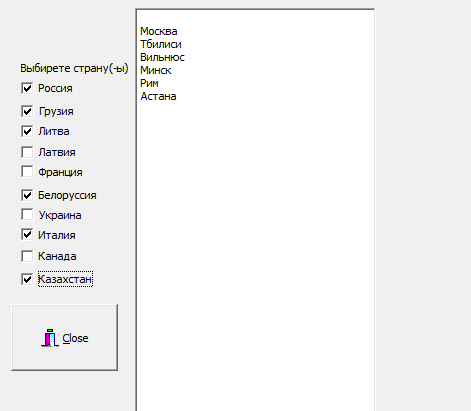 Выбирете страну(-ы)
Россия
Грузия
Литва
Латвия
Франция
Белоруссия
Украина
Италия
Канада
Казахстан
Close
Москва
Тбилиси
Вильнюс
Минск
Рим
Астана